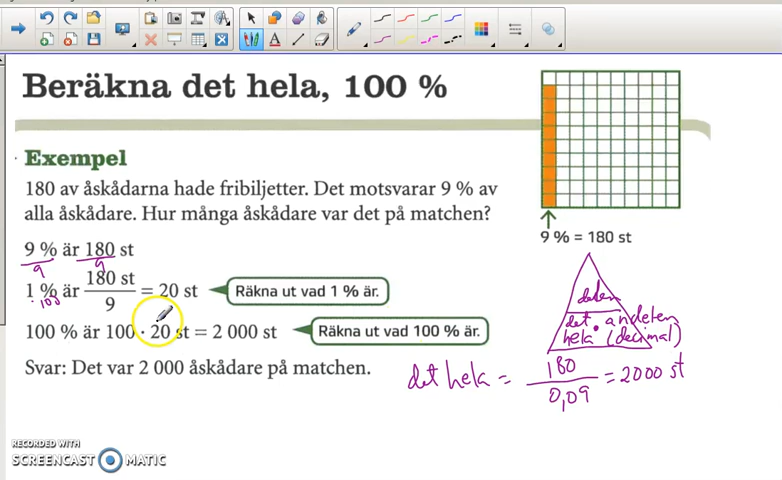 Beräkna det hela, 100 %
Exempel
180 av åskådarna hade fribiljetter. Det motsvarar 9 % av
alla åskådare. Hur många åskådare var det på matchen?
9 % är 180 st
9 9
1 % är 180 st / 9 = 20 st
Räkna ut vad 1 % är.
· 100
100 % är 100 · 20 st = 2 000 st
Räkna ut vad 100 % är.
Svar: Det var 2 000 åskådare på matchen.
9 % = 180 st
delen
det · andelen
hela (decimal)
det hela = 180 / 0,09 = 2000 st
RECORDED WITH
SCREENCAST MATIC